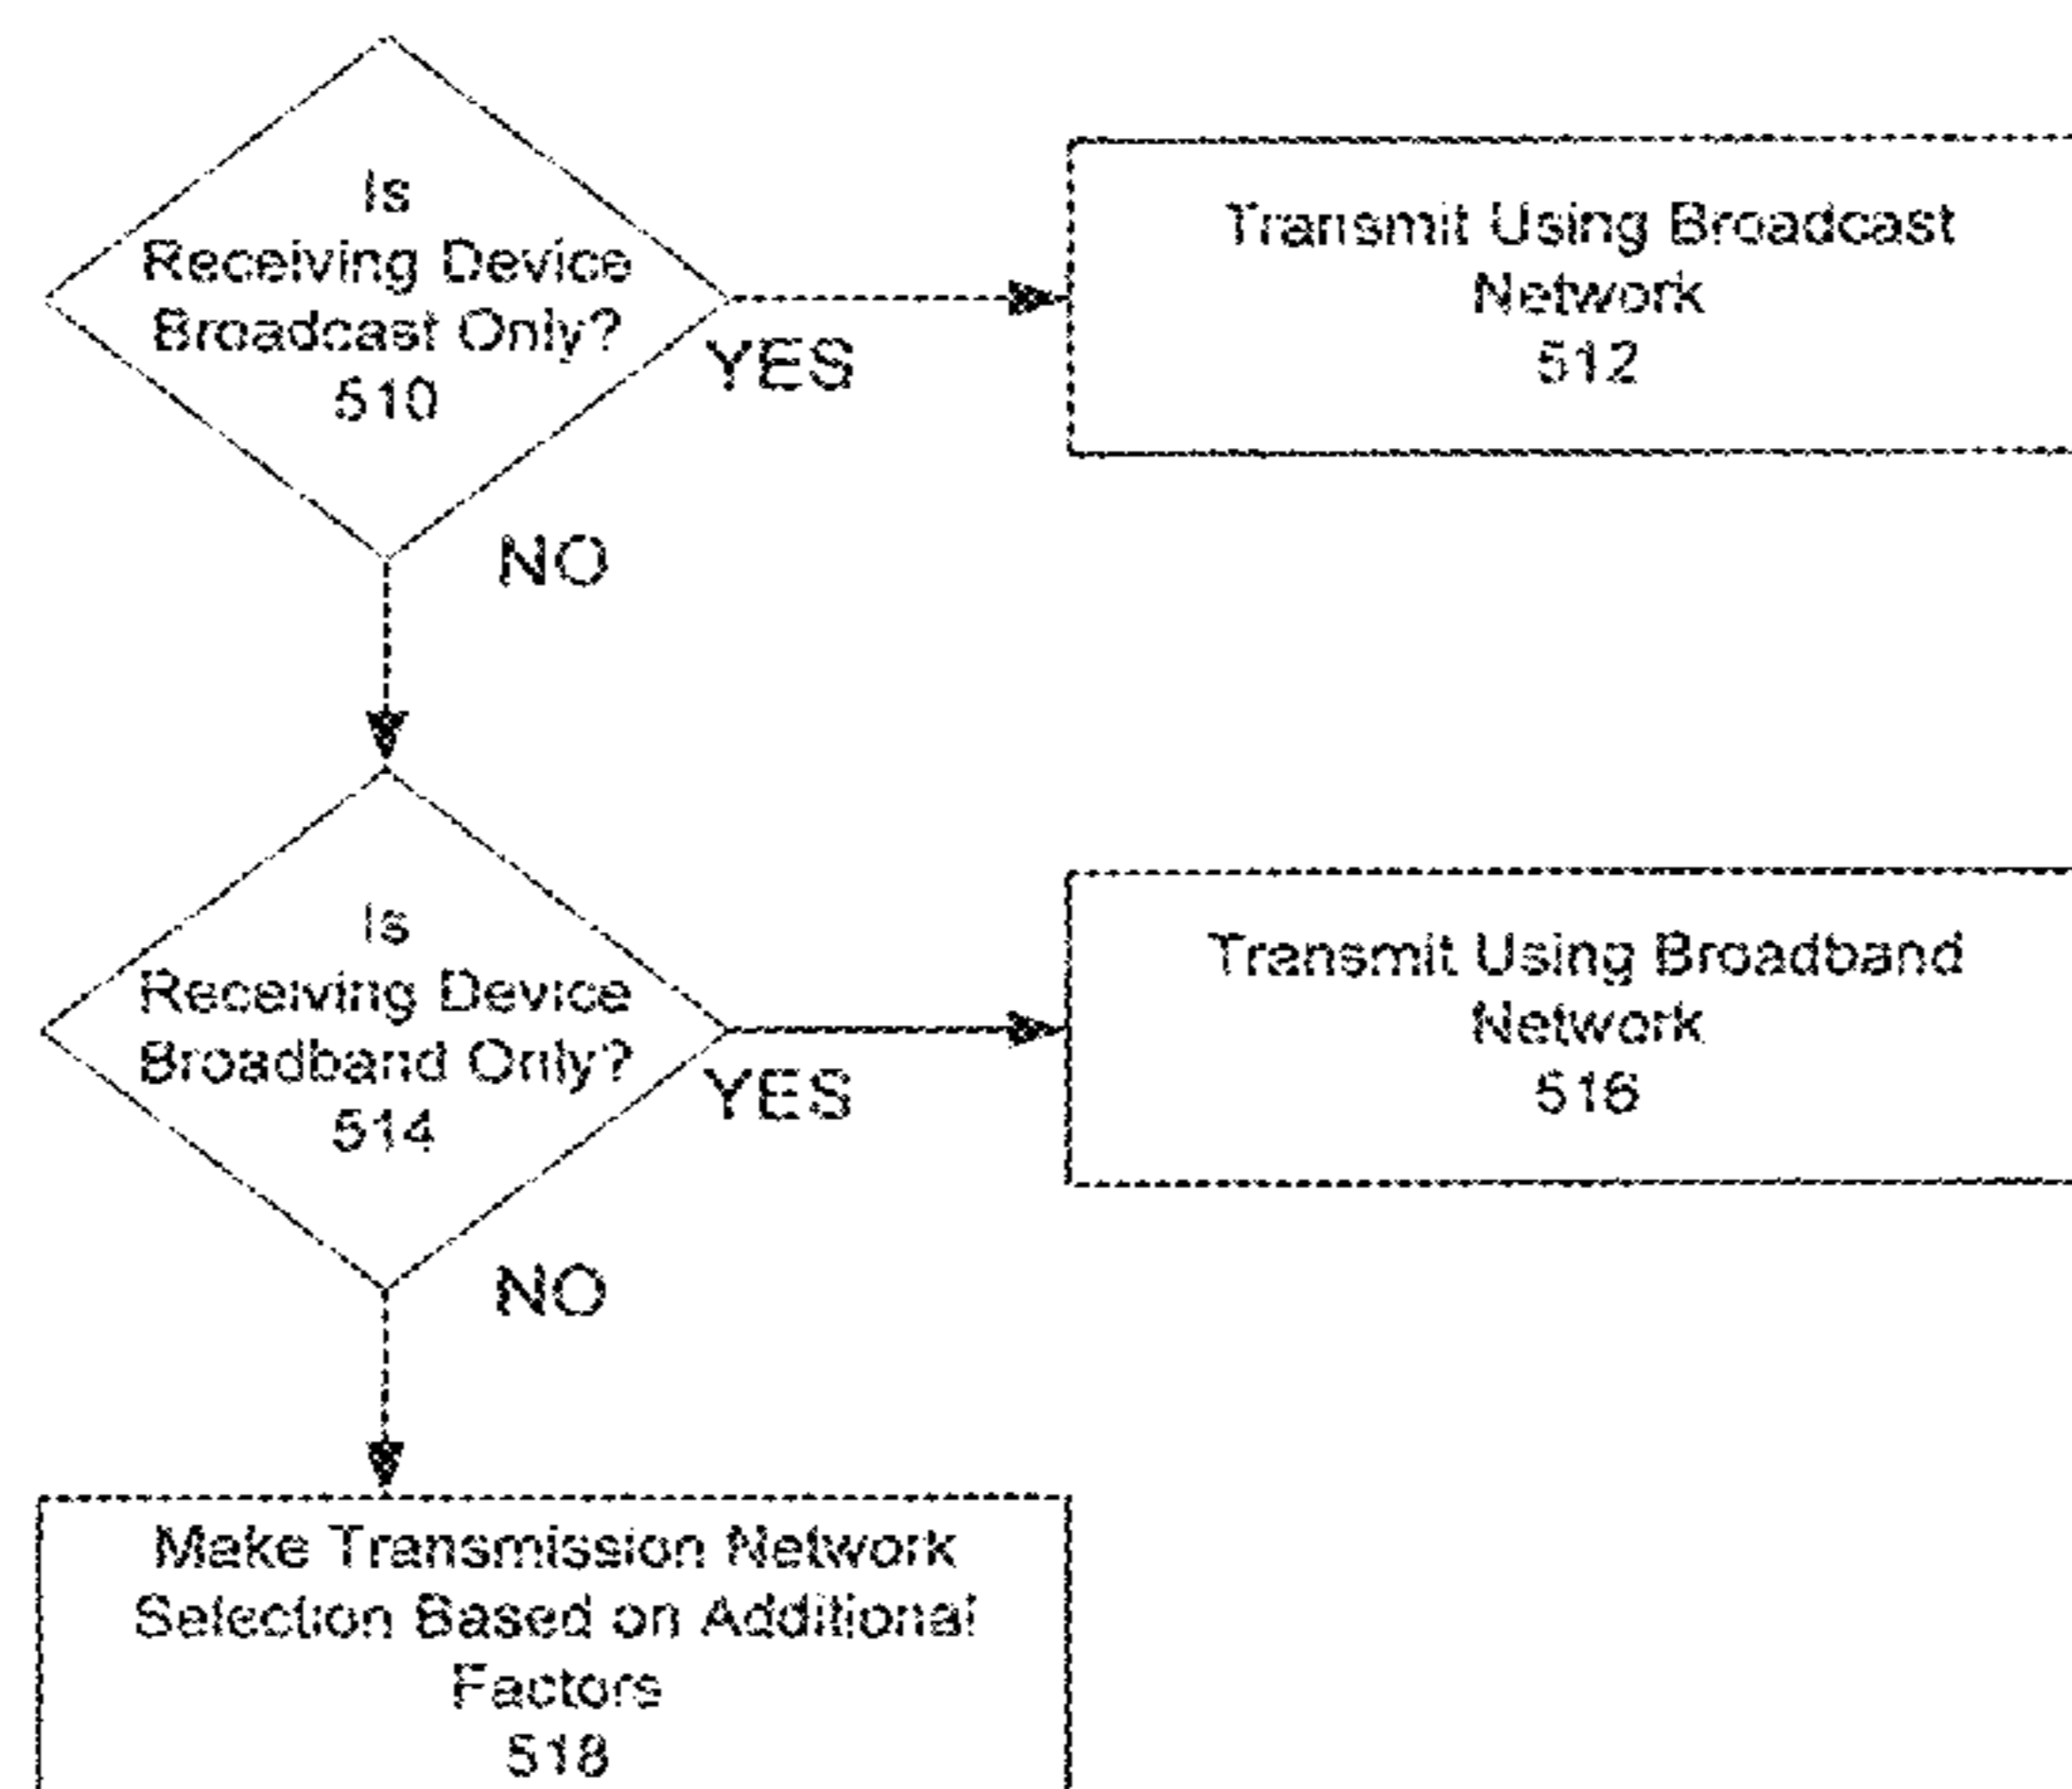 Is
Receiving Device
Broadcast Only?
510
YES
Transmit Using Broadcast
Network
512
NO
Is
Receiving Device
Broadband Only?
514
YES
Transmit Using Broadband
Network
516
NO
Make Transmission Network
Selection Based on Additional
Factors
518